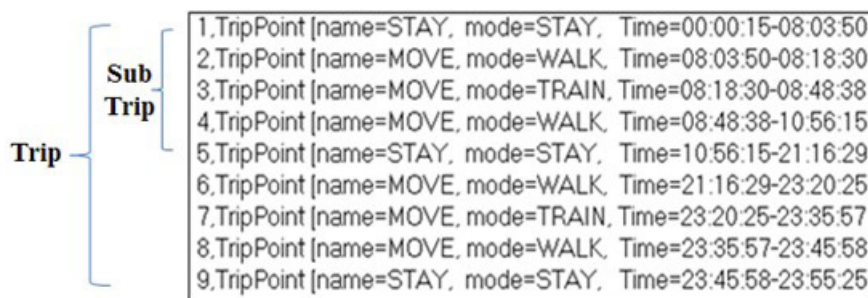 1,TripPoint [name=STAY, mode=STAY, Time=00:00:15-08:03:50
2,TripPoint [name=MOVE, mode=WALK, Time=08:03:50-08:18:30
3,TripPoint [name=MOVE, mode=TRAIN, Time=08:18:30-08:48:38
4,TripPoint [name=MOVE, mode=WALK, Time=08:48:38-10:56:15
5,TripPoint [name=STAY, mode=STAY, Time=10:56:15-21:16:29
6,TripPoint [name=MOVE, mode=WALK, Time=21:16:29-23:20:25
7,TripPoint [name=MOVE, mode=TRAIN, Time=23:20:25-23:35:57
8,TripPoint [name=MOVE, mode=WALK, Time=23:35:57-23:45:58
9,TripPoint [name=STAY, mode=STAY, Time=23:45:58-23:55:25
Sub
Trip
Trip